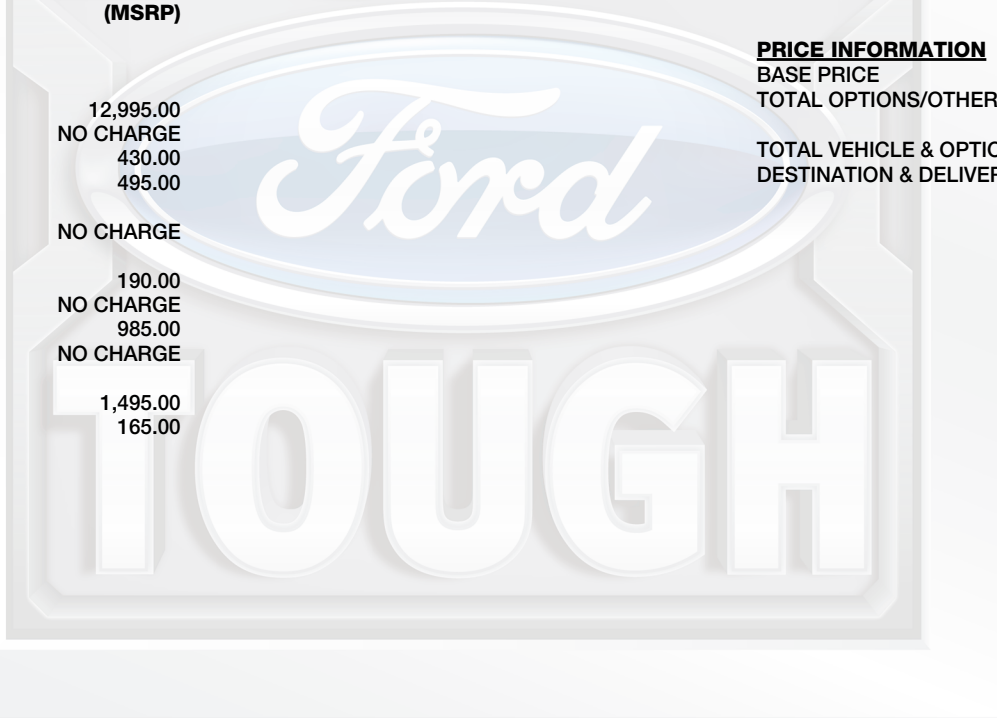 (MSRP)
12,995.00
NO CHARGE
430.00
495.00
NO CHARGE
190.00
NO CHARGE
985.00
NO CHARGE
1,495.00
165.00
PRICE INFORMATION
BASE PRICE
TOTAL OPTIONS/OTHER
TOTAL VEHICLE & OPTIO
DESTINATION & DELIVER
Ford
TOUGH